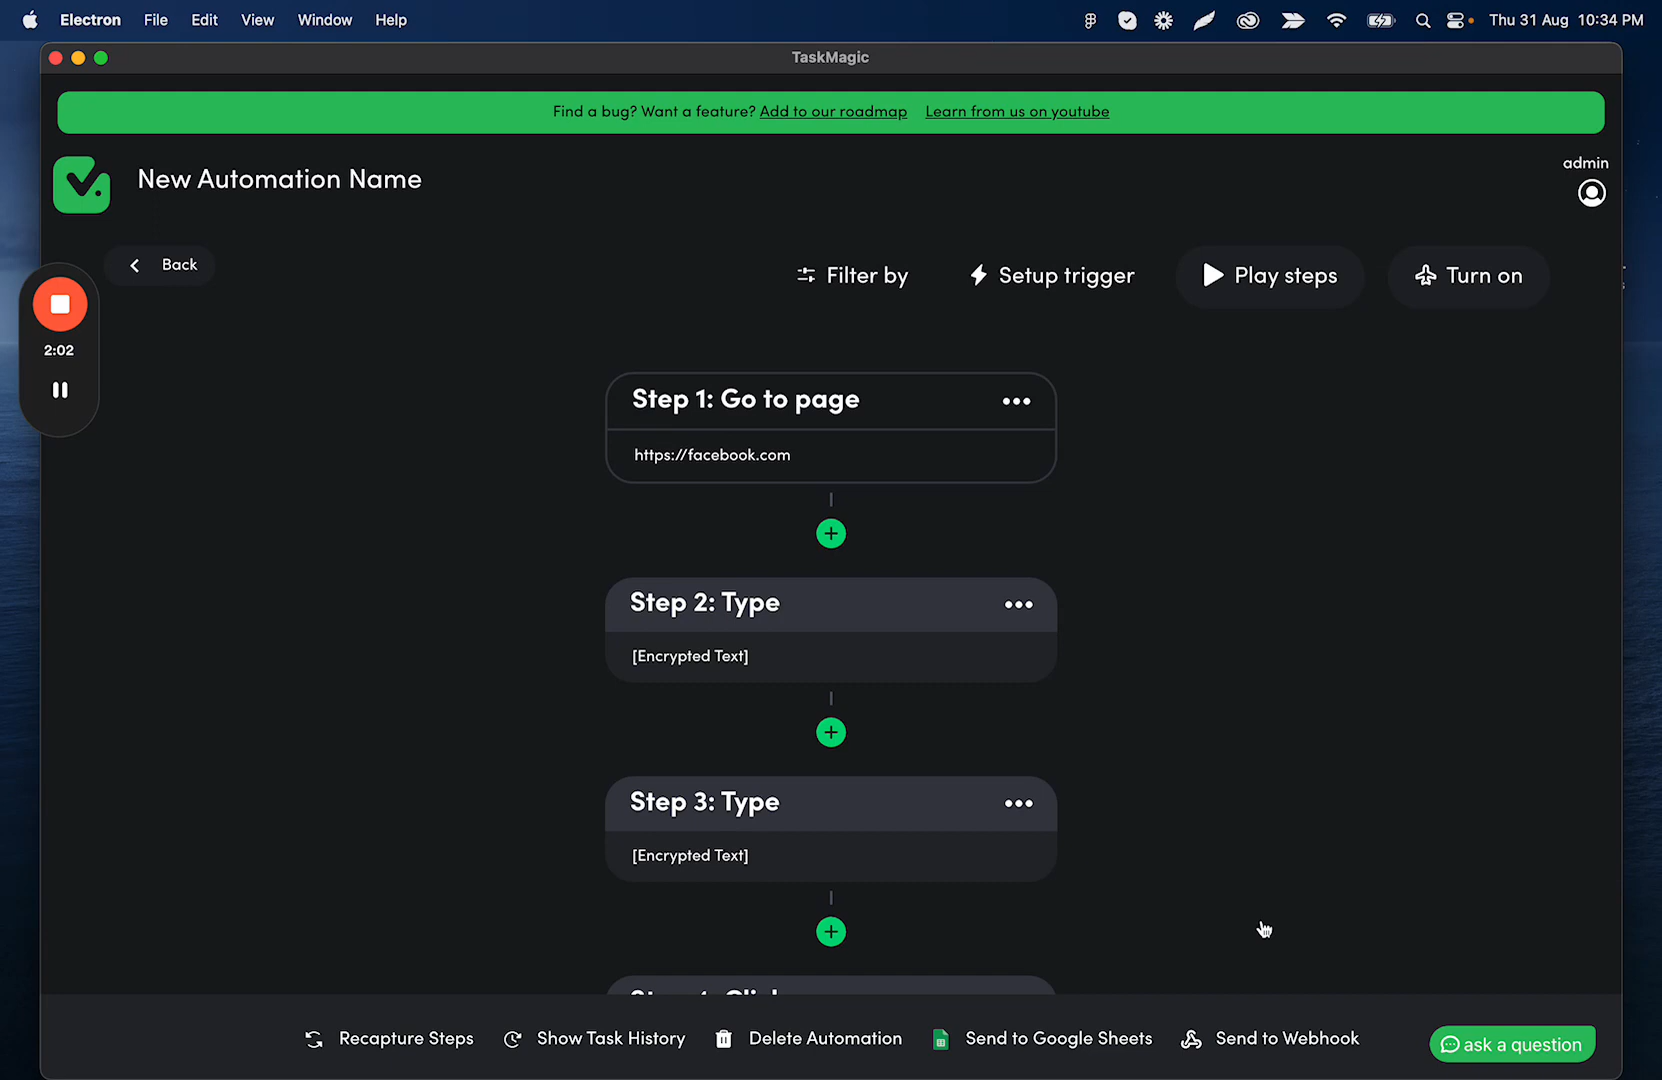 Electron File Edit View Window Help Thu 31 Aug 10:34 PM
TaskMagic
Find a bug? Want a feature? Add to our roadmap Learn from us on youtube
New Automation Name
admin
Back
Filter by Setup trigger Play steps Turn on
2:02
Step 1: Go to page
https://facebook.com
Step 2: Type
[Encrypted Text]
Step 3: Type
[Encrypted Text]
Recapture Steps Show Task History Delete Automation Send to Google Sheets Send to Webhook
ask a question